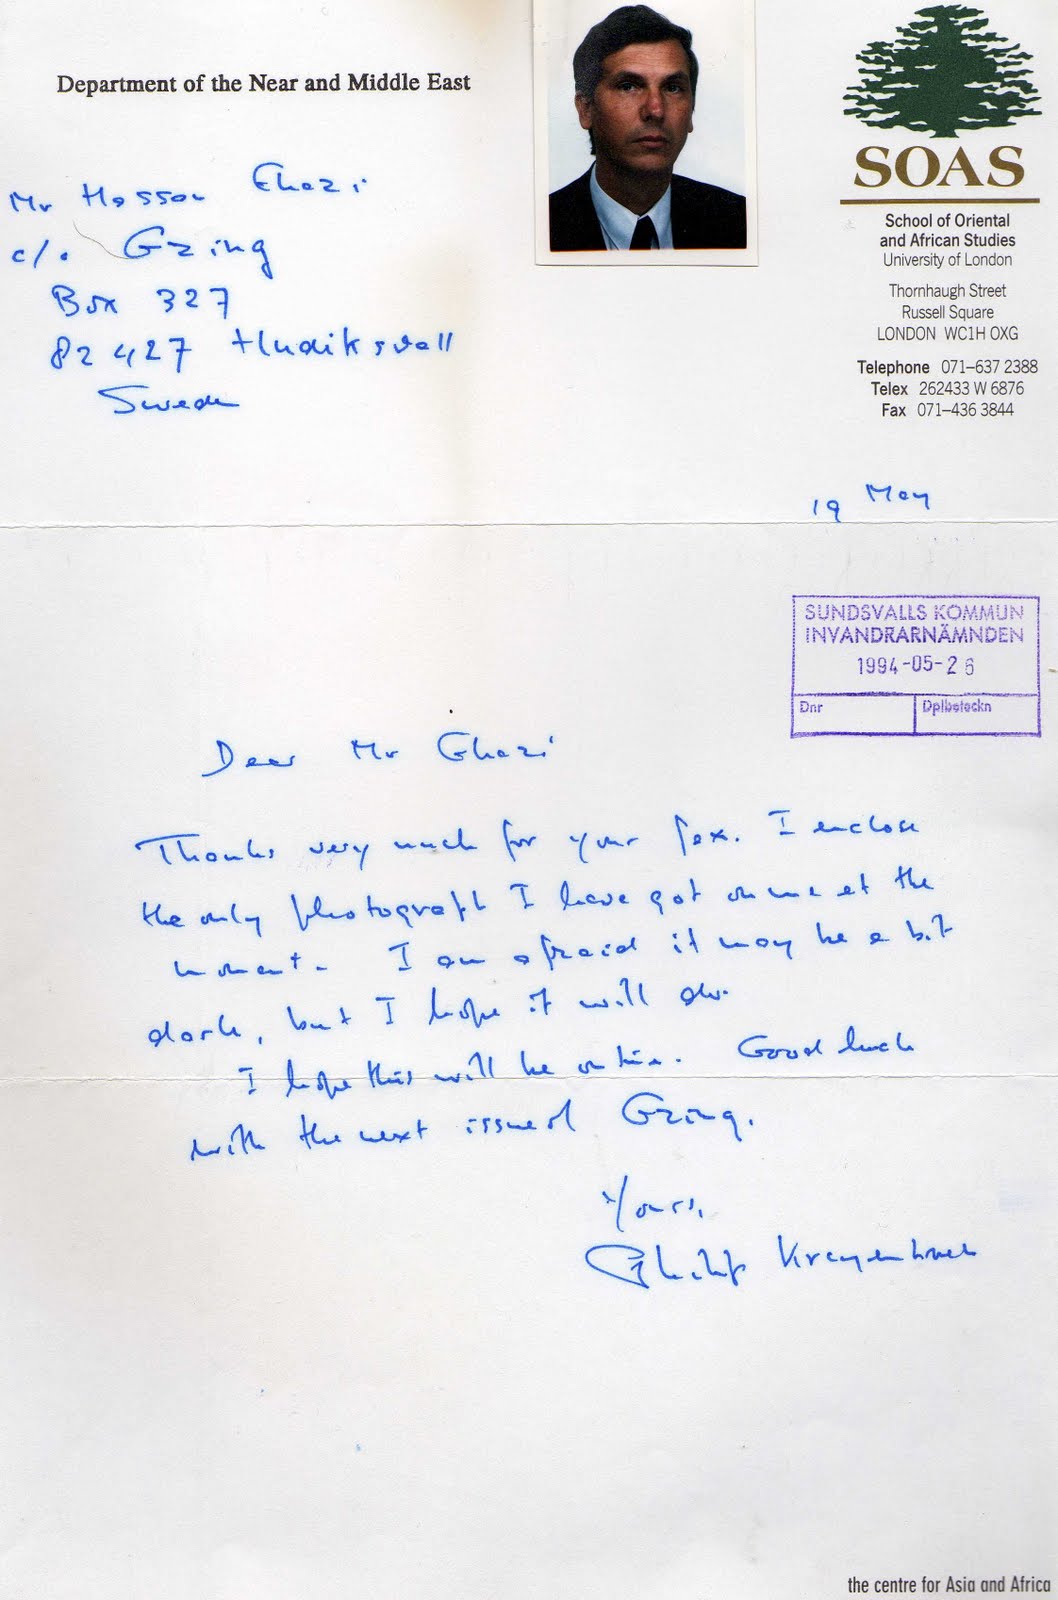 Department of the Near and Middle East
SOAS
School of Oriental
and African Studies
University of London
Thornhaugh Street
Russell Square
LONDON WC1H OXG
Telephone 071-637 2388
Telex 262433 W 6876
Fax 071-436 3844
Mr Hassan Ghazi
c/o Gzing
Box 327
82427 Hudiksvall
Sweden
19 May
SUNDSVALLS KOMMUN
INVANDRARNÄMNDEN
1994-05-26
Dnr
Dplbeteckn
Dear Mr Ghazi
Thanks very much for your fax. I enclose
the only photograph I have got on me at the
moment. I am afraid it may be a bit
dark, but I hope it will do.
I hope this will be on time. Good luck
with the next issue of Gzing.
Yours,
Philip Kreyenbroek
the centre for Asia and Africa